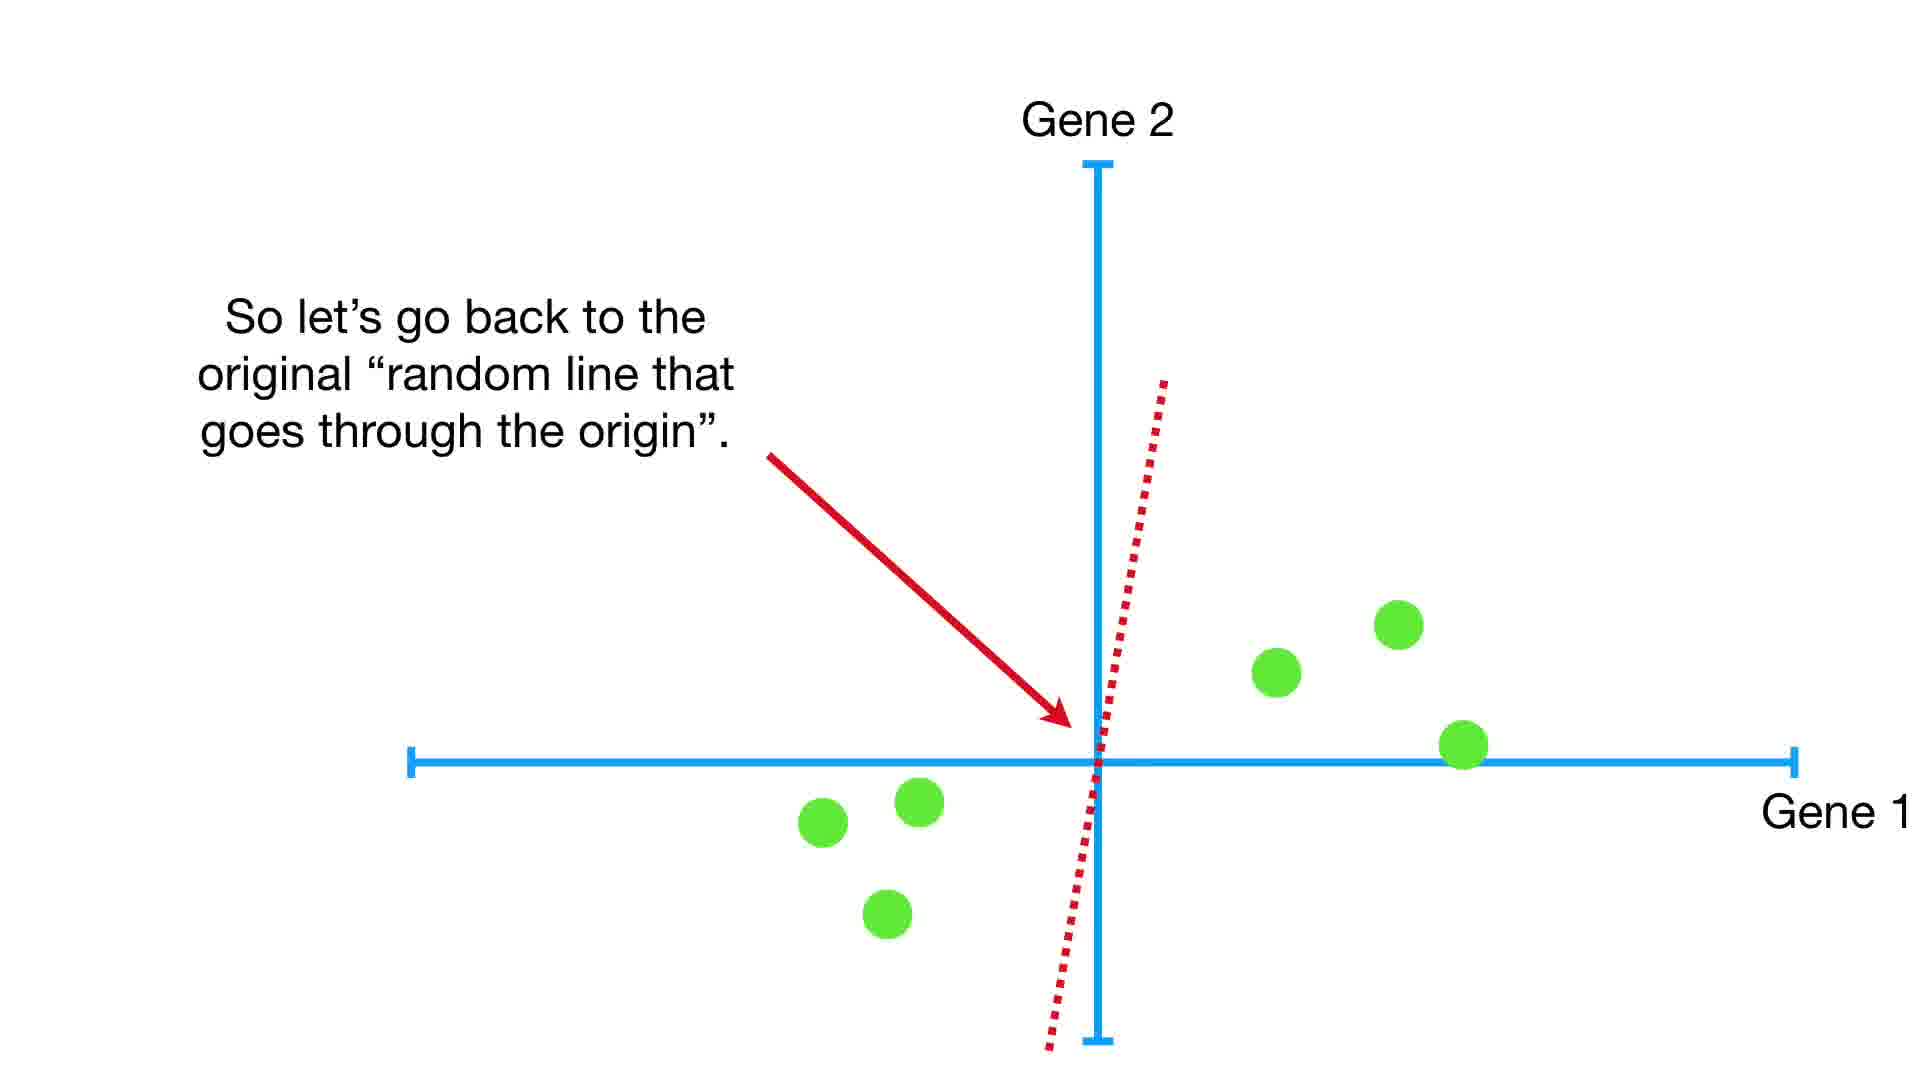 Gene 2
So let’s go back to the
original “random line that
goes through the origin”.
Gene 1